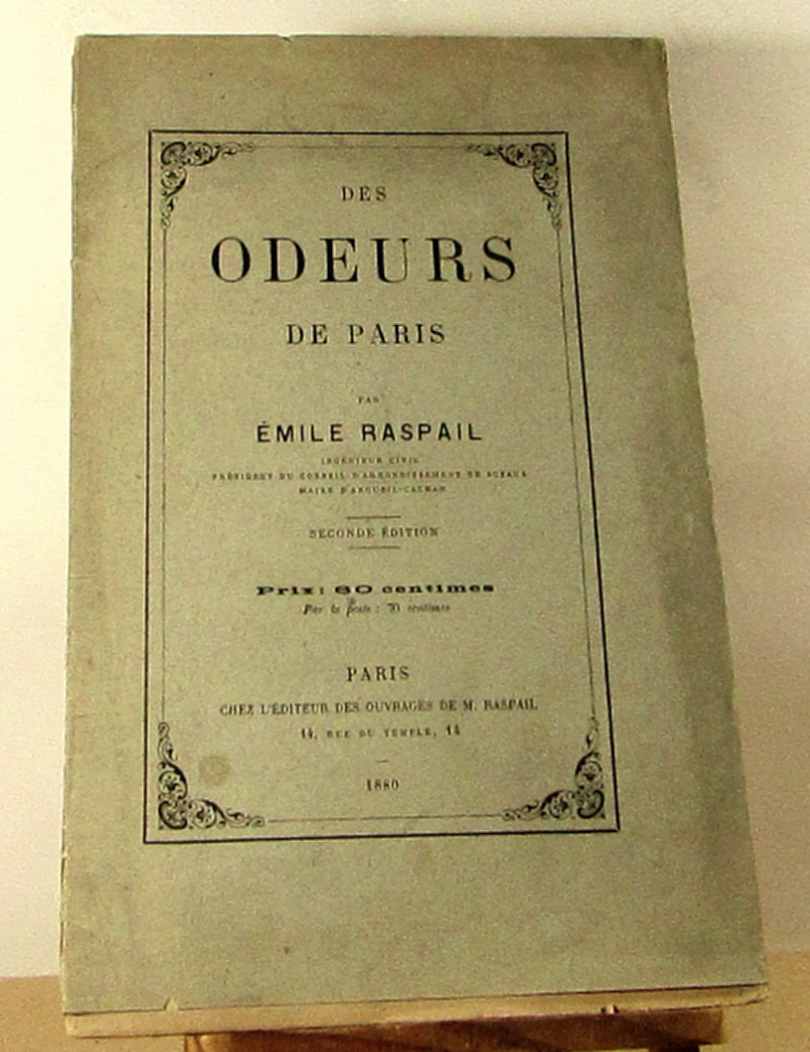 DES
ODEURS
DE PARIS
PAR
ÉMILE RASPAIL
INGÉNIEUR CIVIL
PRÉSIDENT DU CONSEIL D'ARRONDISSEMENT DE SCEAUX
MAIRE D'ARCUEIL-CACHAN
SECONDE ÉDITION
Prix: 60 centimes
Par la poste : 70 centimes
PARIS
CHEZ L'ÉDITEUR DES OUVRAGES DE M. RASPAIL
14, RUE DU TEMPLE, 14
1880